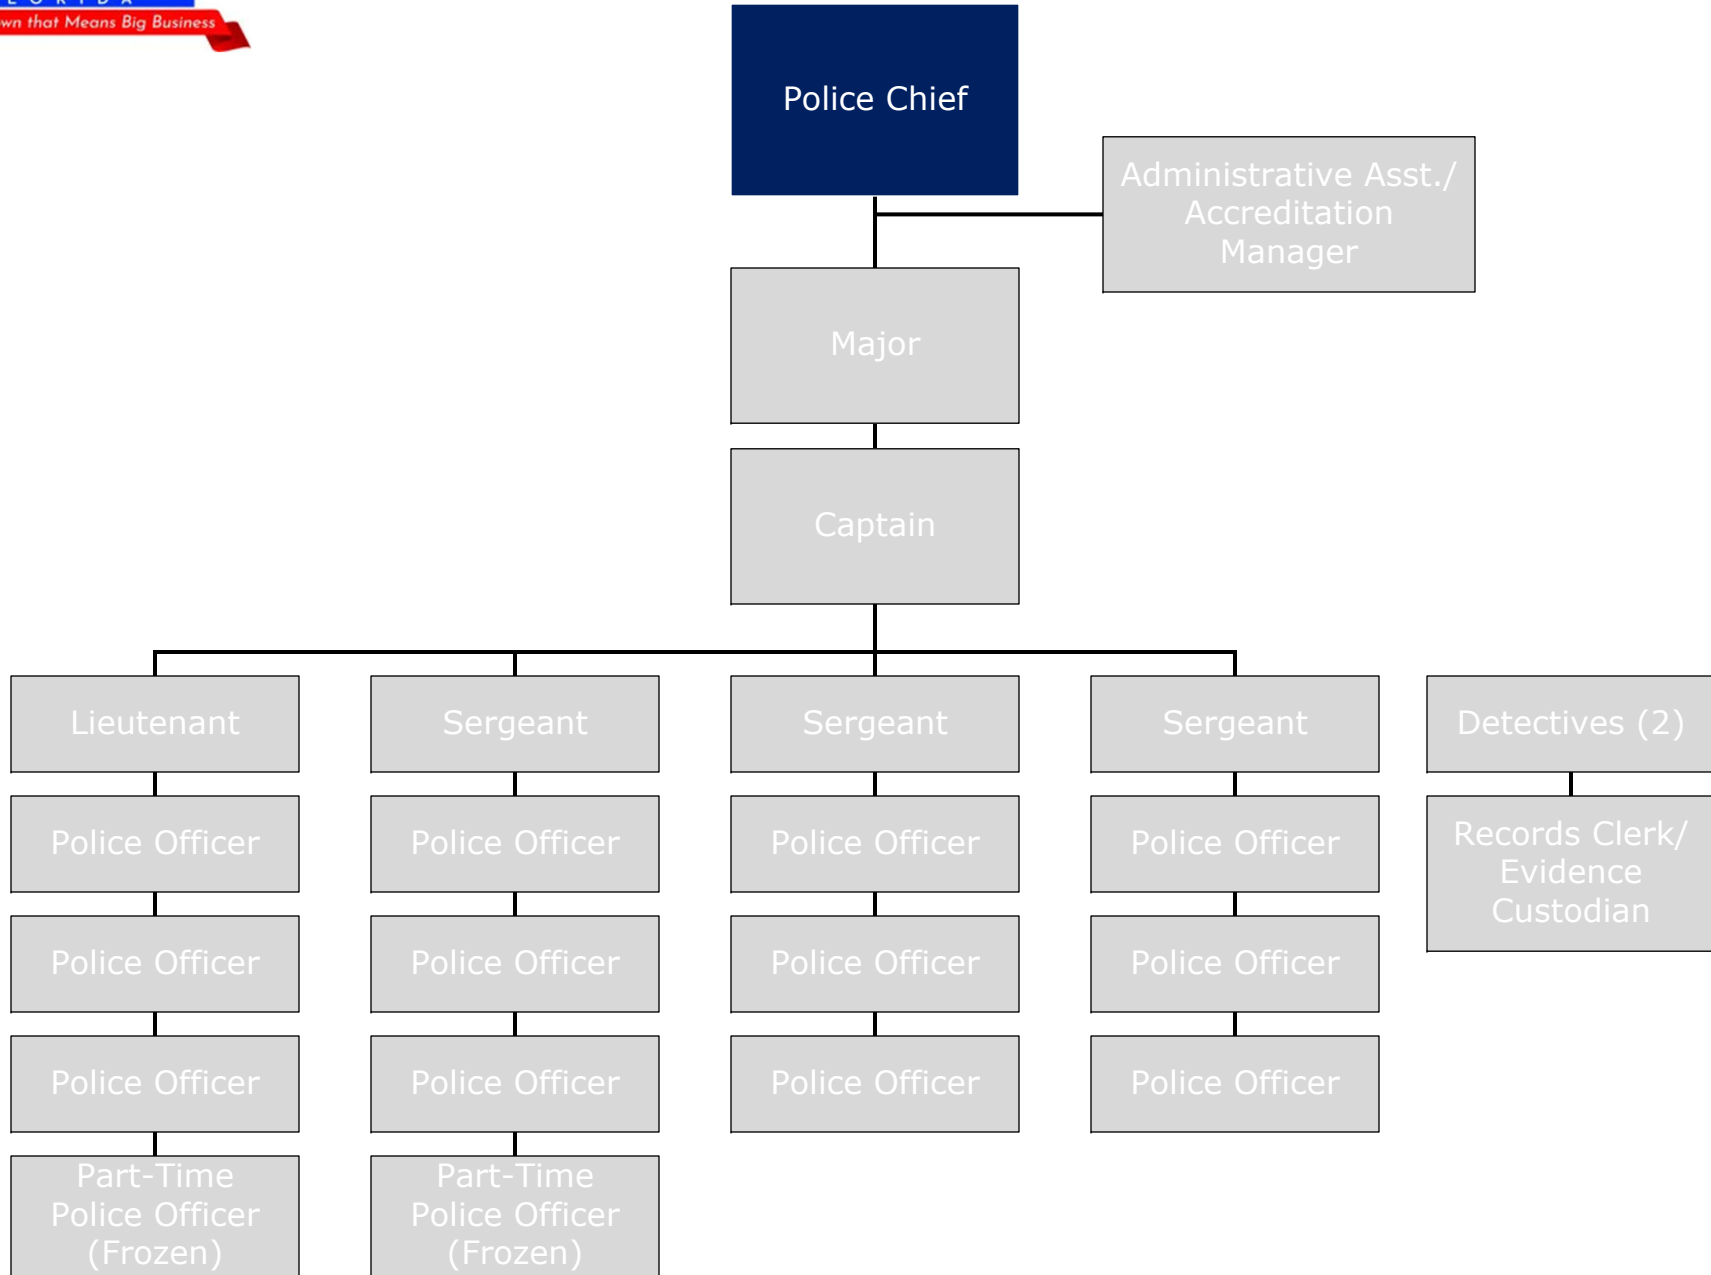 FLORIDA
own that Means Big Business
Police Chief
Administrative Asst./
Accreditation
Manager
Major
Captain
Lieutenant
Sergeant
Sergeant
Sergeant
Detectives (2)
Police Officer
Police Officer
Police Officer
Police Officer
Records Clerk/
Evidence
Custodian
Police Officer
Police Officer
Police Officer
Police Officer
Police Officer
Police Officer
Police Officer
Police Officer
Part-Time
Police Officer
(Frozen)
Part-Time
Police Officer
(Frozen)